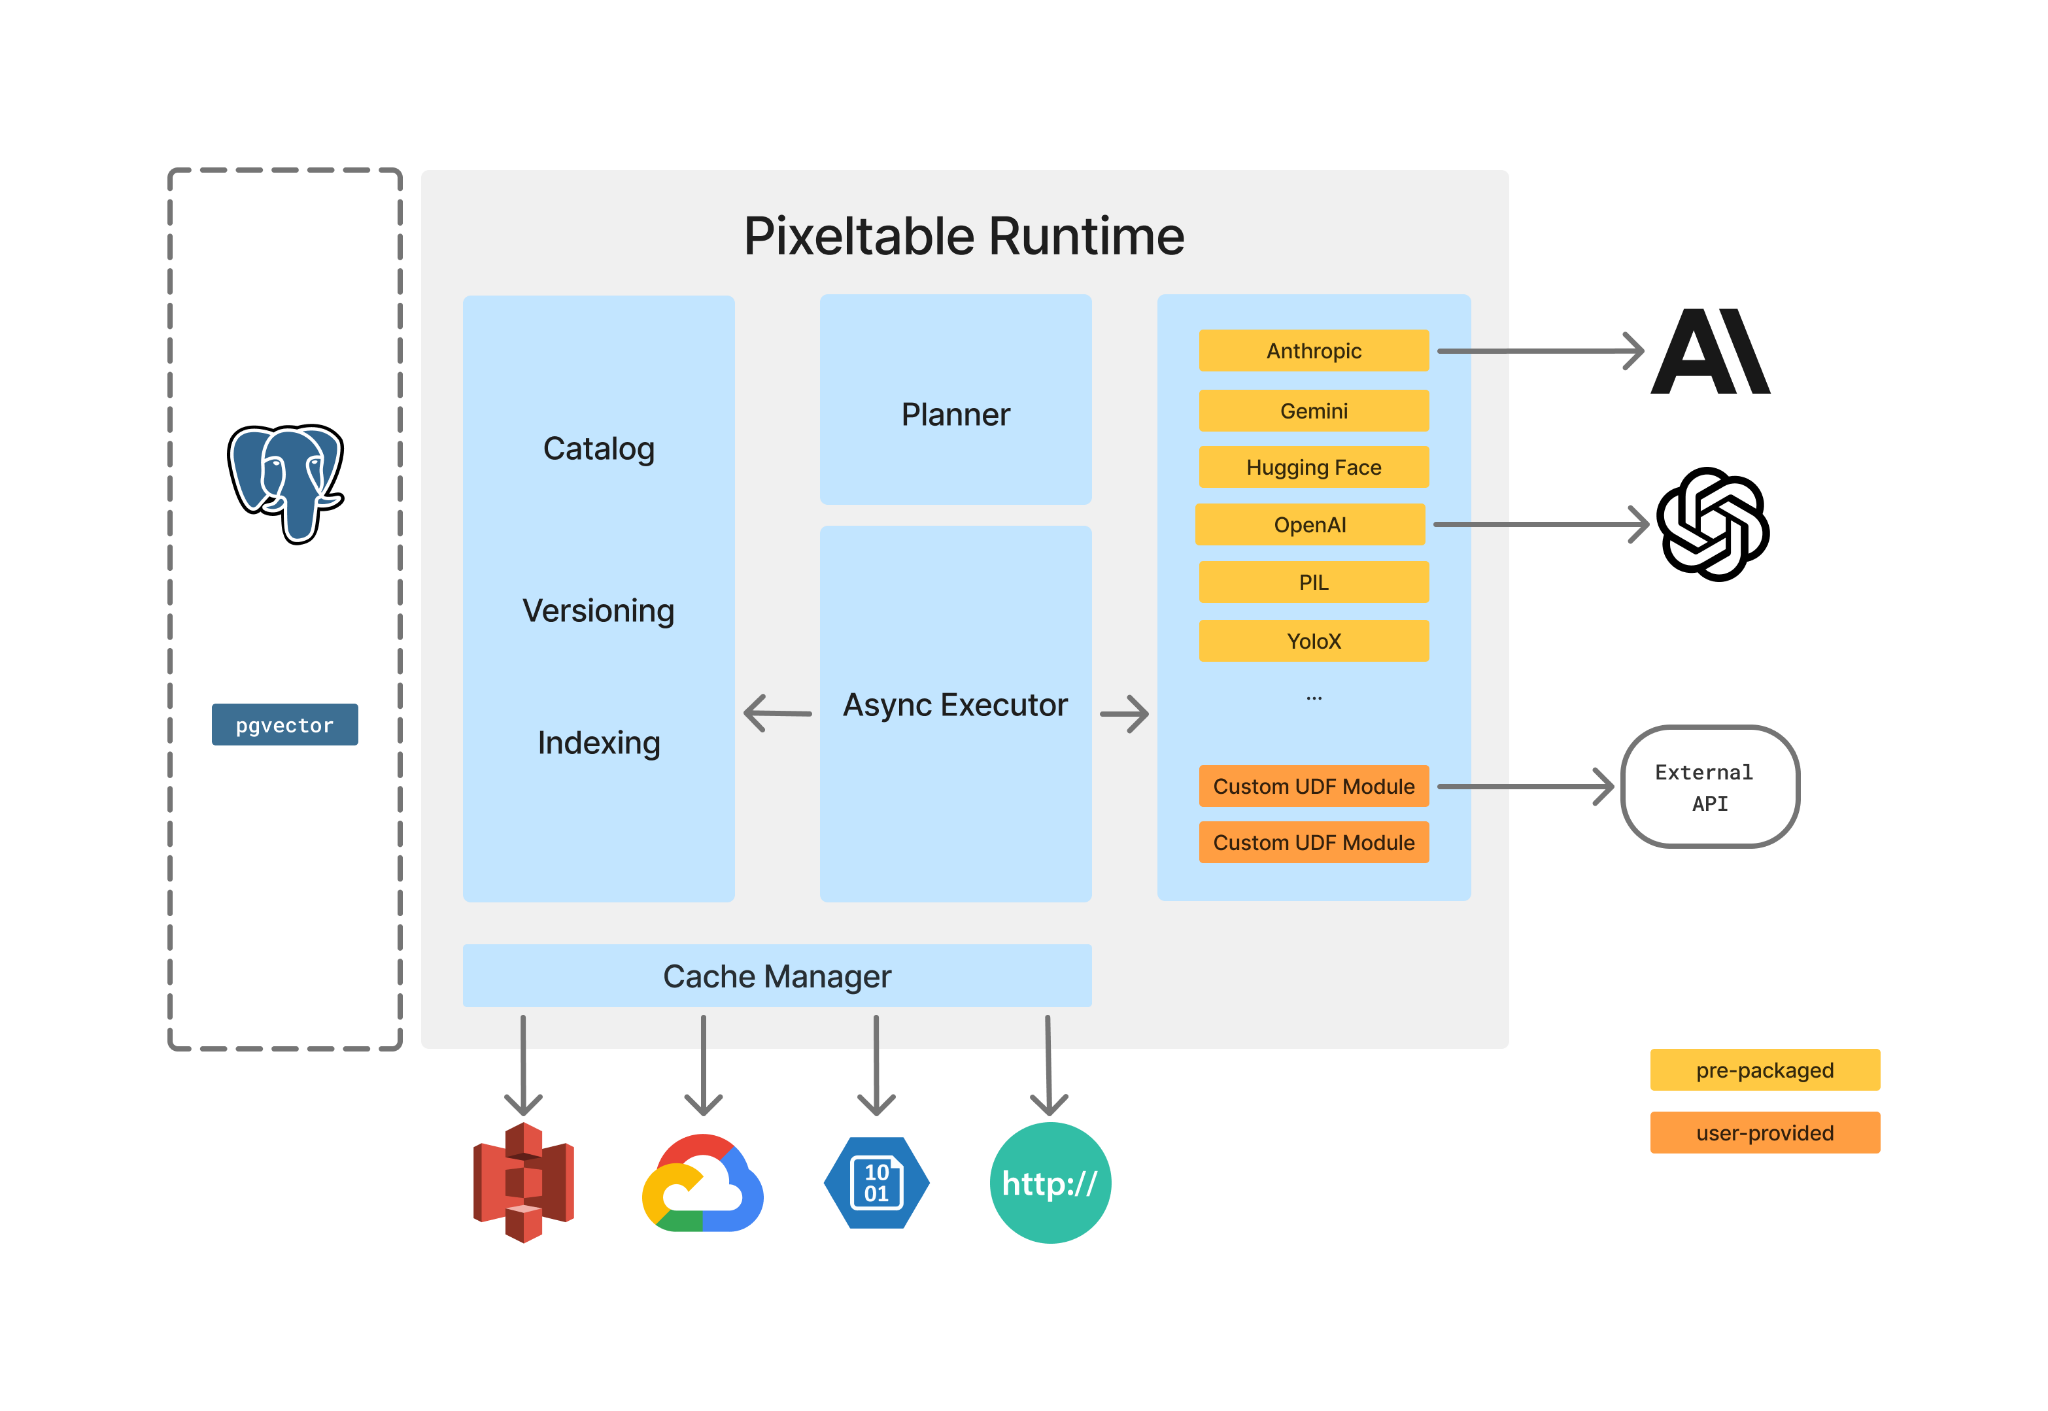 Pixeltable Runtime
pgvector
Catalog
Versioning
Indexing
Planner
Async Executor
Anthropic
Gemini
Hugging Face
OpenAI
PIL
YoloX
...
Custom UDF Module
Custom UDF Module
Cache Manager
10
01
http://
AI
External
API
pre-packaged
user-provided